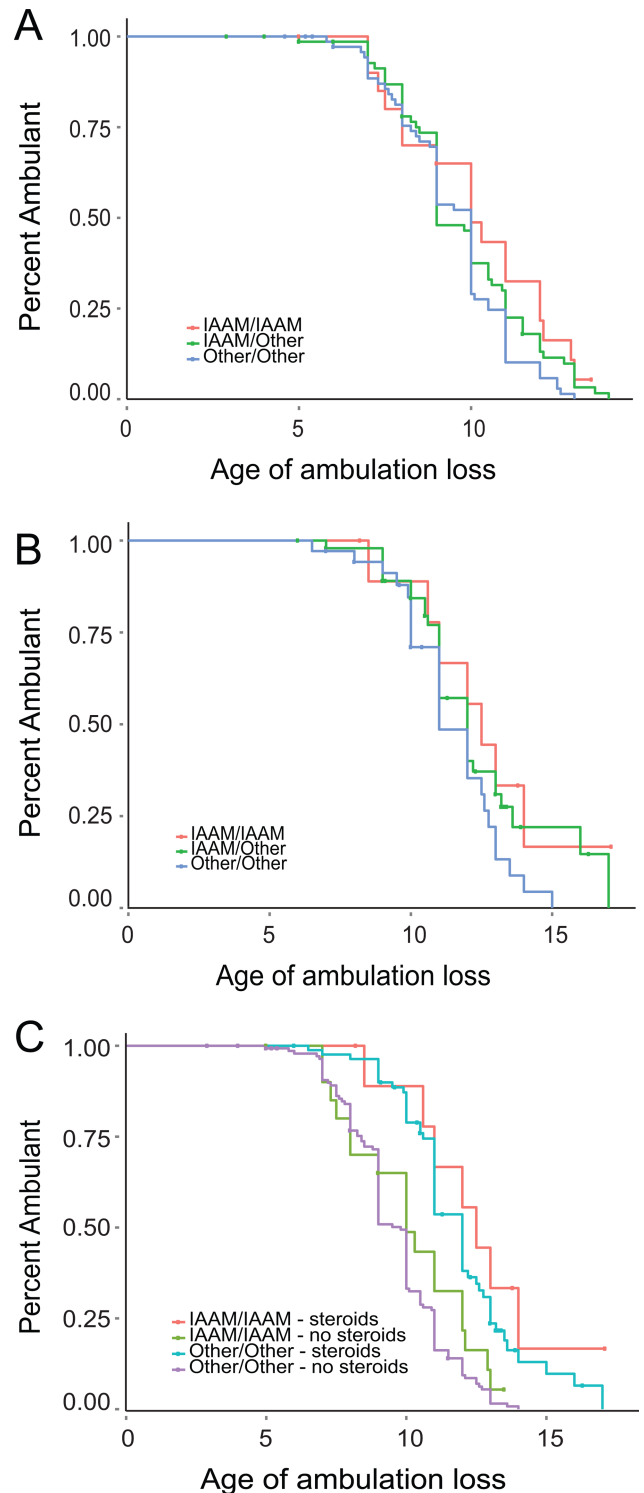 A
1.00
0.75
0.50
0.25
0.00
Percent Ambulant
IAAM/IAAM
IAAM/Other
Other/Other
0 5 10
Age of ambulation loss
B
1.00
0.75
0.50
0.25
0.00
Percent Ambulant
IAAM/IAAM
IAAM/Other
Other/Other
0 5 10 15
Age of ambulation loss
C
1.00
0.75
0.50
0.25
0.00
Percent Ambulant
IAAM/IAAM - steroids
IAAM/IAAM - no steroids
Other/Other - steroids
Other/Other - no steroids
0 5 10 15
Age of ambulation loss